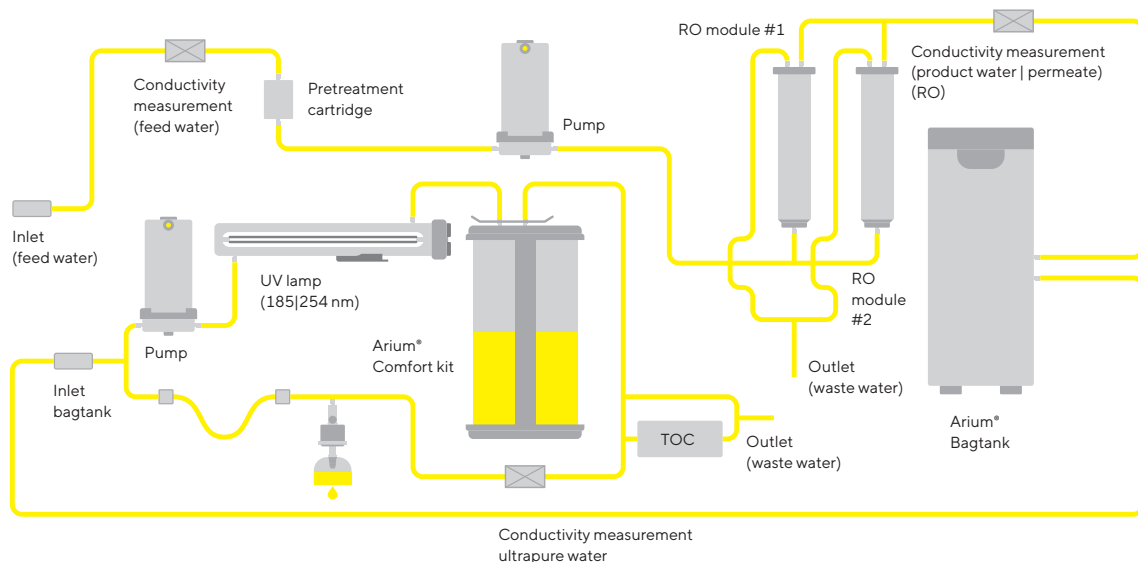 RO module #1
Conductivity measurement
(product water | permeate)
(RO)
Conductivity
measurement
(feed water)
Pretreatment
cartridge
Pump
Inlet
(feed water)
UV lamp
(185|254 nm)
RO
module
#2
Pump
Arium®
Comfort kit
Inlet
bagtank
Outlet
(waste water)
Arium®
Bagtank
TOC
Outlet
(waste water)
Conductivity measurement
ultrapure water